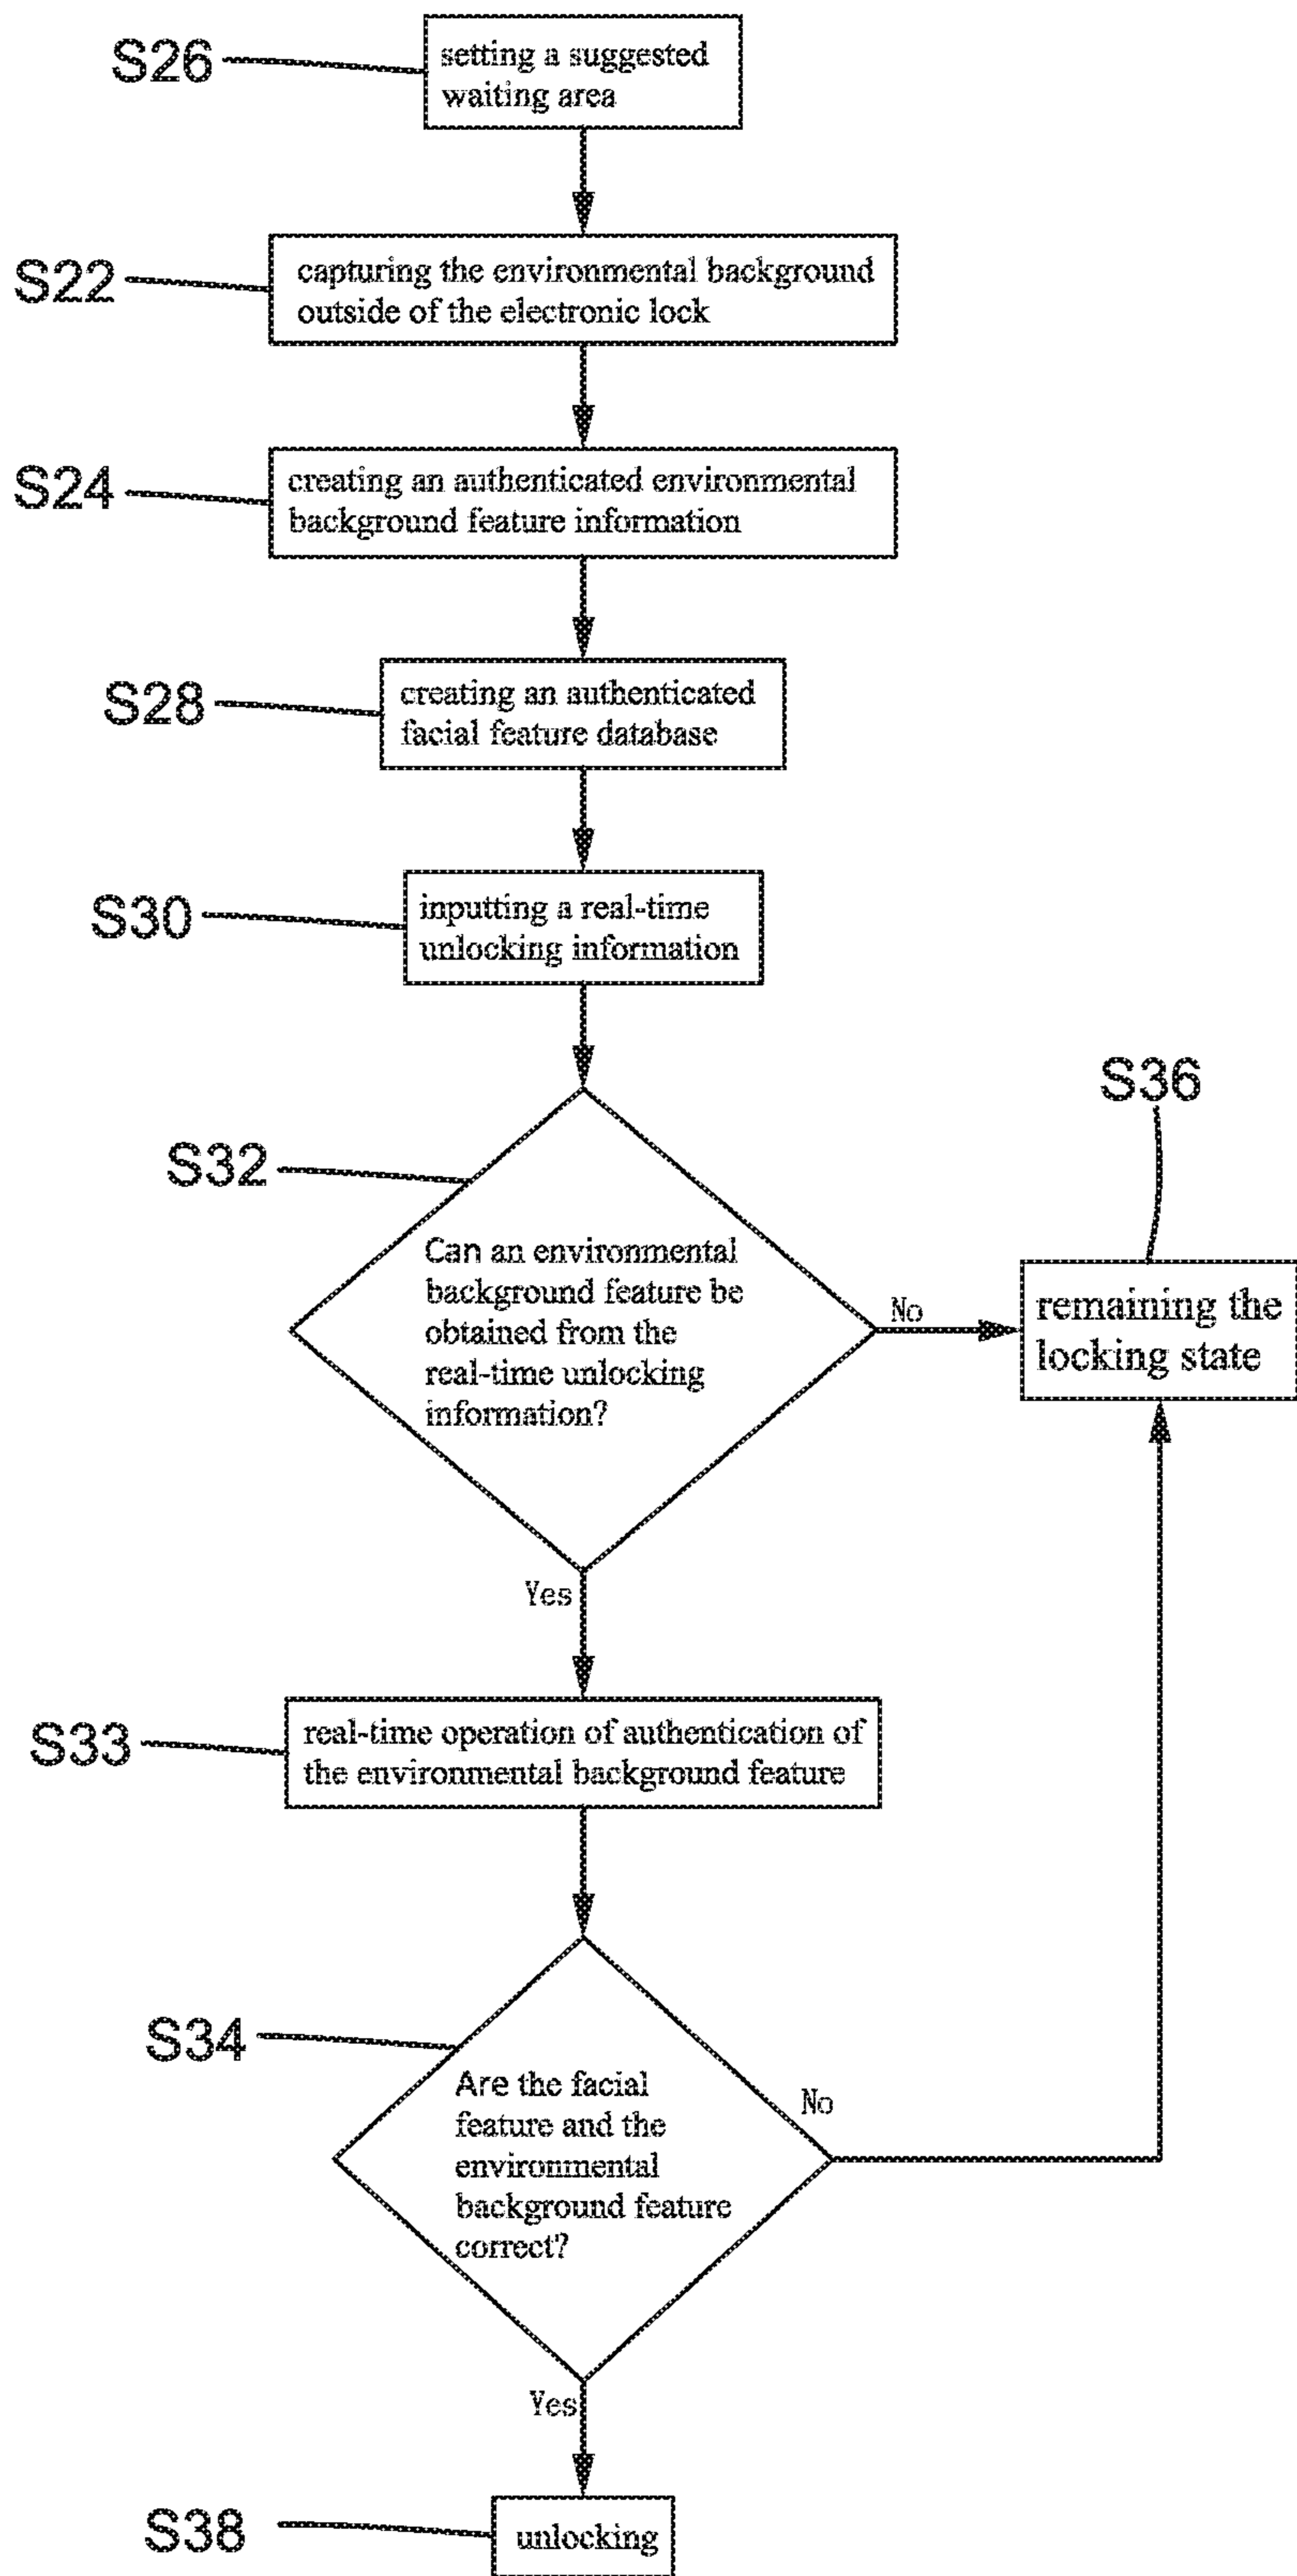 S26
setting a suggested
waiting area
S22
capturing the environmental background
outside of the electronic lock
S24
creating an authenticated environmental
background feature information
S28
creating an authenticated
facial feature database
S30
inputting a real-time
unlocking information
S36
S32
Can an environmental
background feature be
obtained from the
real-time unlocking
information?
No
remaining the
locking state
Yes
S33
real-time operation of authentication of
the environmental background feature
S34
Are the facial
feature and the
environmental
background feature
correct?
No
Yes
S38
unlocking